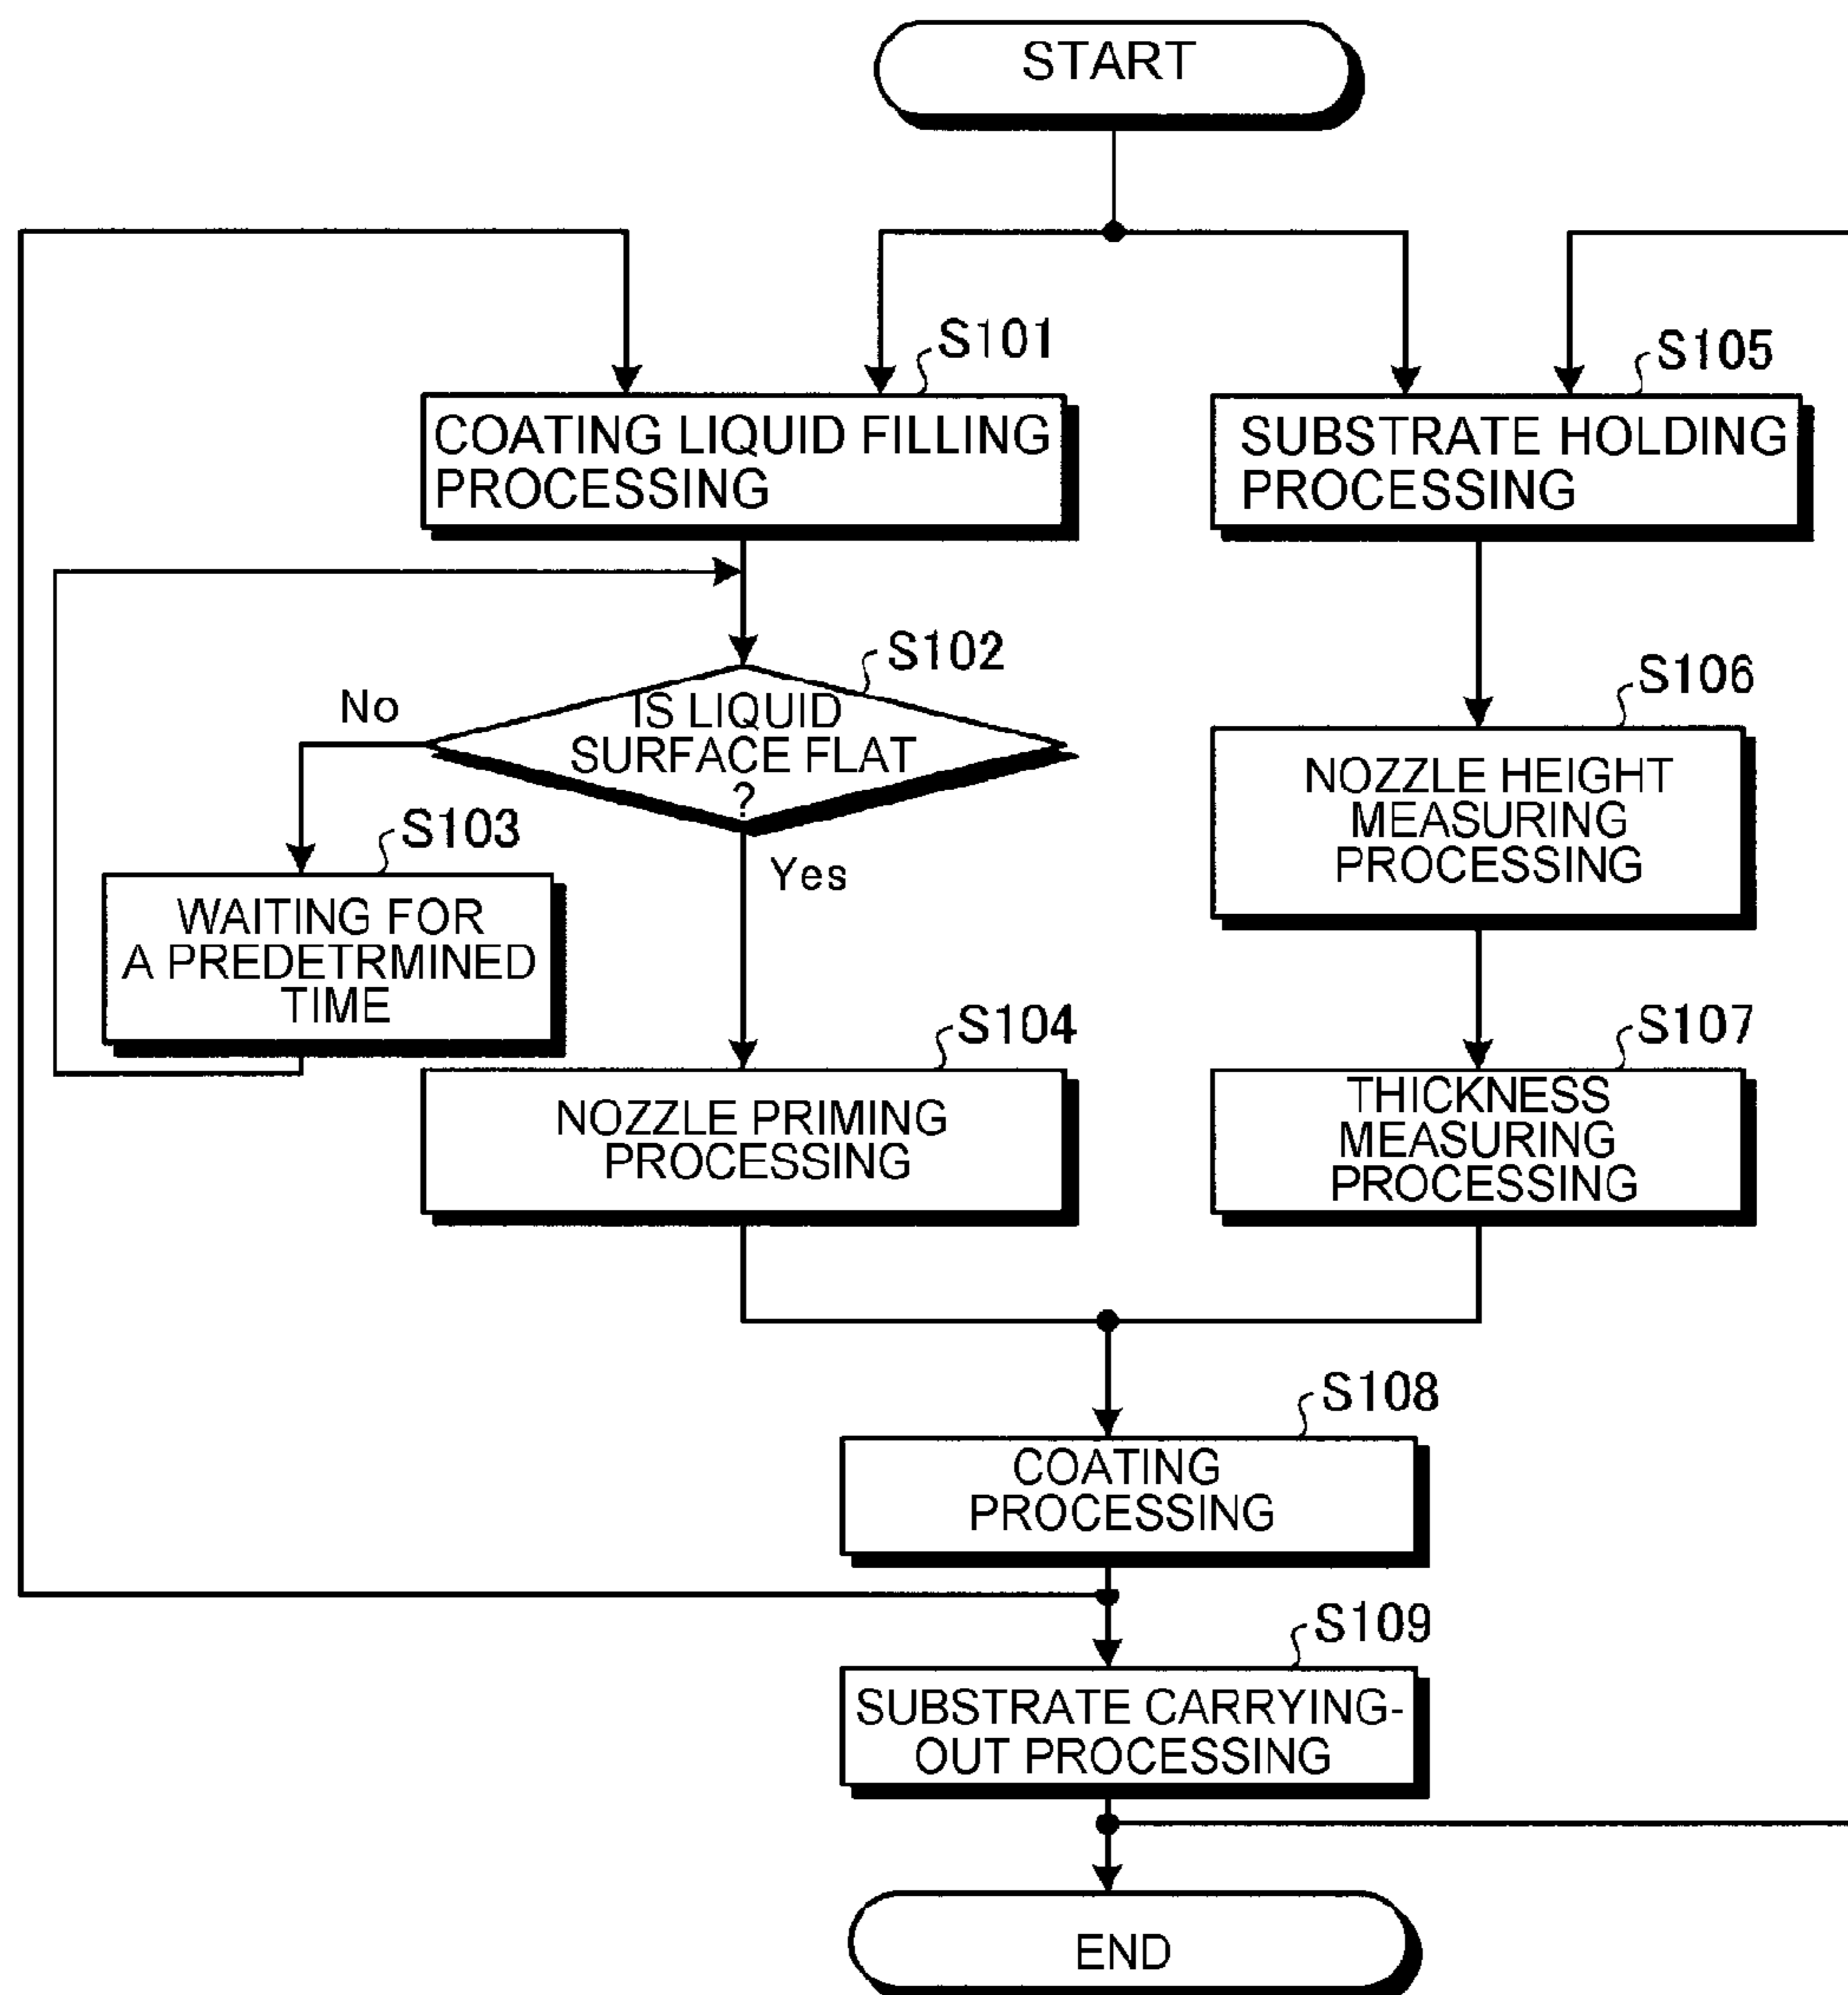 START
S101
COATING LIQUID FILLING
PROCESSING
S105
SUBSTRATE HOLDING
PROCESSING
S102
IS LIQUID
SURFACE FLAT
?
No
Yes
S103
WAITING FOR
A PREDETRMINED
TIME
S106
NOZZLE HEIGHT
MEASURING
PROCESSING
S104
NOZZLE PRIMING
PROCESSING
S107
THICKNESS
MEASURING
PROCESSING
S108
COATING
PROCESSING
S109
SUBSTRATE CARRYING-
OUT PROCESSING
END